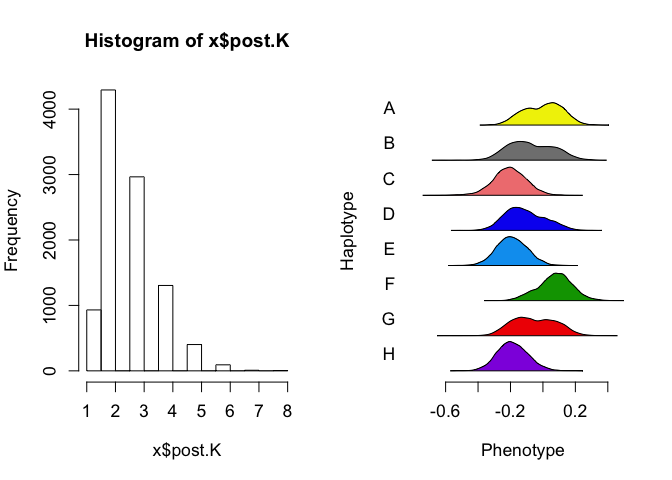 Histogram of x$post.K
Frequency
4000
3000
2000
1000
0
1 2 3 4 5 6 7 8
x$post.K
Haplotype
A
B
C
D
E
F
G
H
-0.6 -0.2 0.2
Phenotype